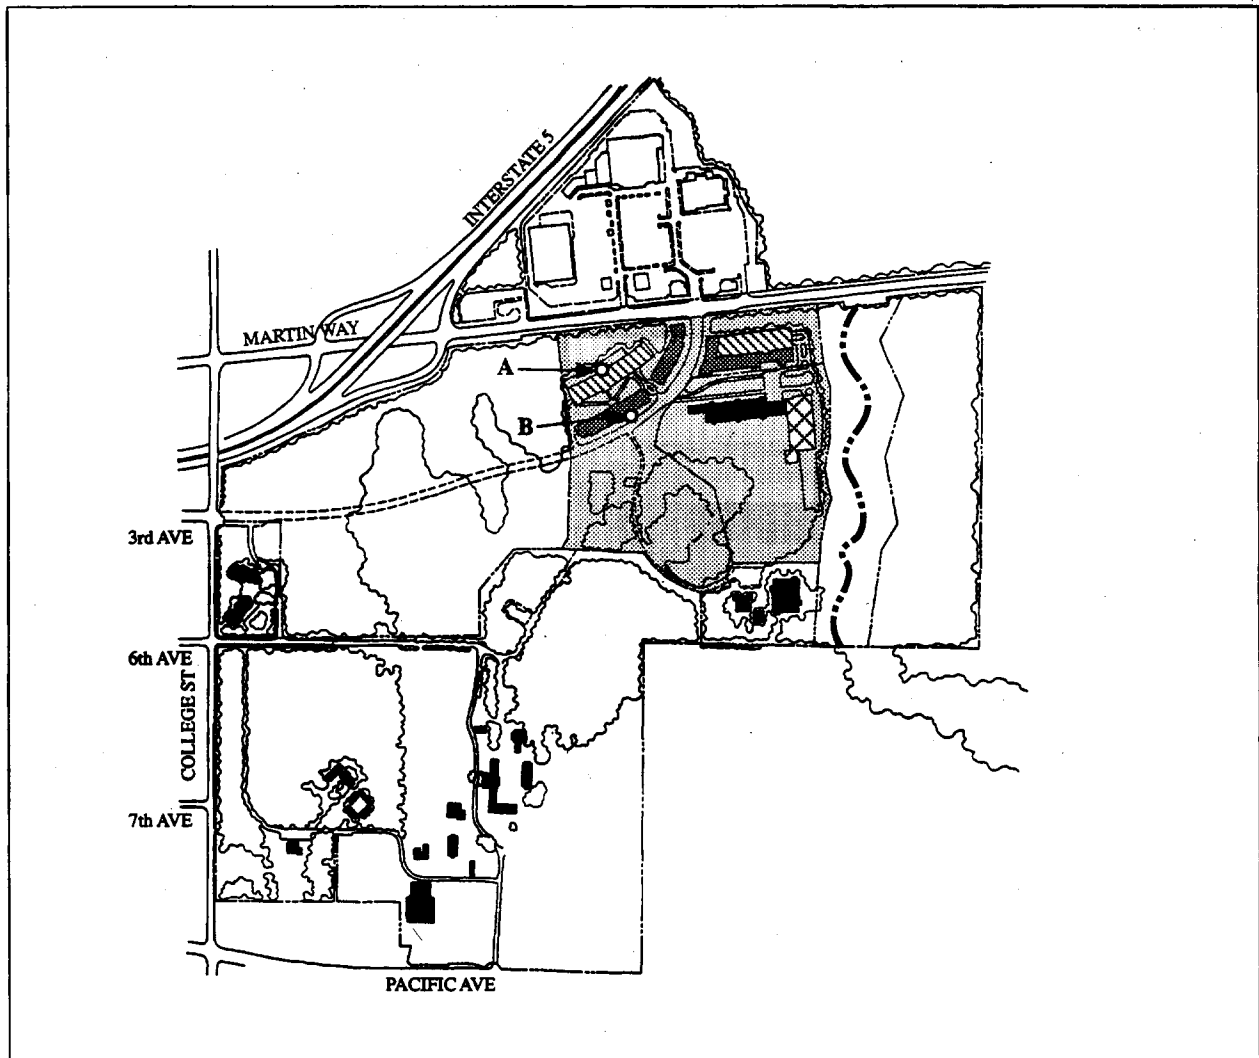 INTERSTATE 5
MARTIN WAY
A
B
3rd AVE
6th AVE
COLLEGE ST
7th AVE
PACIFIC AVE